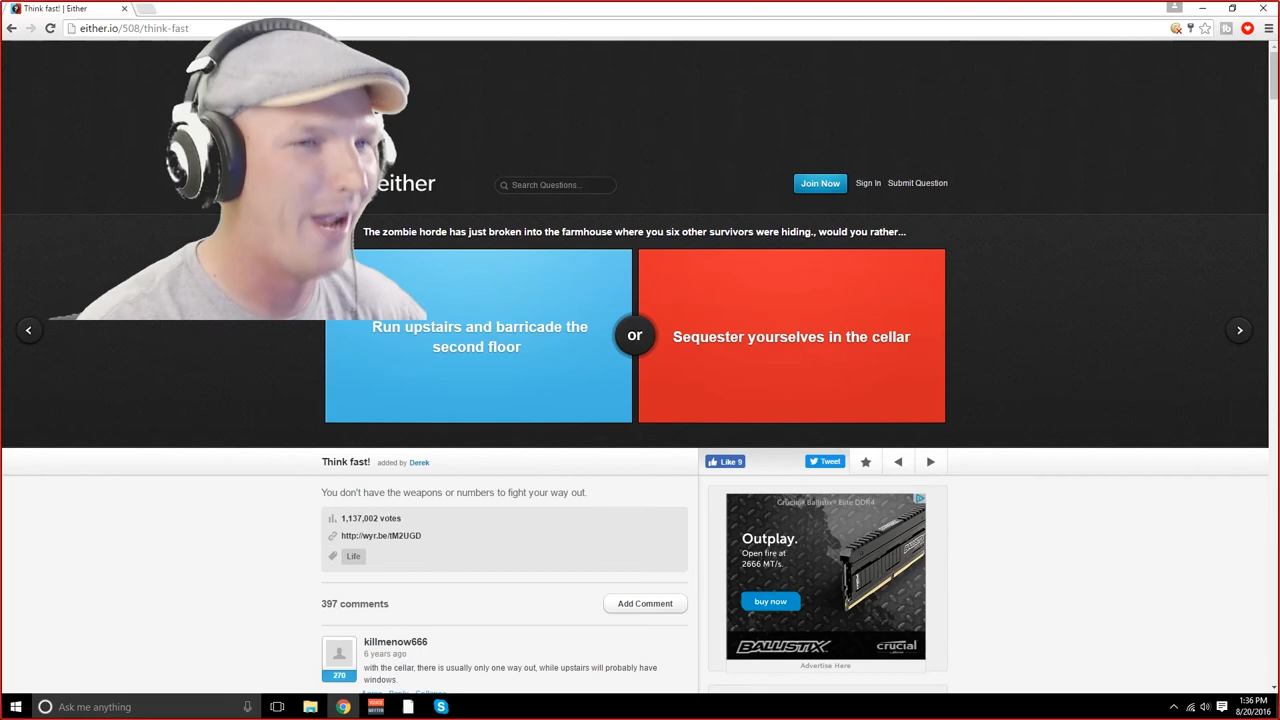 Think fast! | Either
either.io/508/think-fast
either
Search Questions...
Join Now
Sign In
Submit Question
The zombie horde has just broken into the farmhouse where you six other survivors were hiding., would you rather...
Run upstairs and barricade the
second floor
or
Sequester yourselves in the cellar
Think fast! added by Derek
Like 9
Tweet
You don't have the weapons or numbers to fight your way out.
1,137,002 votes
http://wyr.be/tM2UGD
Life
397 comments
Add Comment
killmenow666
6 years ago
270
with the cellar, there is usually only one way out, while upstairs will probably have
windows.
Crucial® Ballistix® Elite DDR4
Outplay.
Open fire at
2666 MT/s.
buy now
BALLISTIX
crucial
Advertise Here
Ask me anything
1:36 PM
8/20/2016